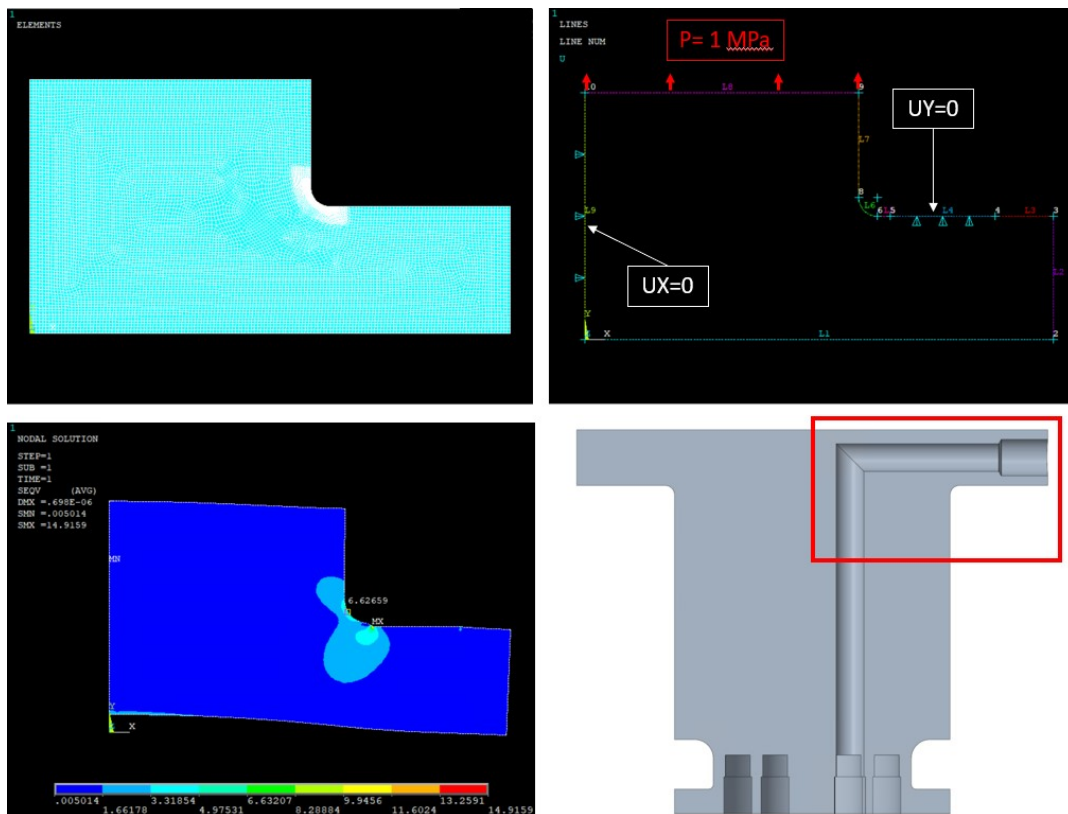 1
ELEMENTS
Y
X
1
LINES
LINE NUM
U
P= 1 MPa
10
L8
9
UY=0
L7
8
L6
6
L5
L4
4
L3
3
L9
UX=0
L2
Y
X
L1
2
1
NODAL SOLUTION
STEP=1
SUB =1
TIME=1
SEQV (AVG)
DMX =.698E-06
SMN =.005014
SMX =14.9159
MN
6.62659
MX
Y
X
.005014 3.31854 6.63207 9.9456 13.2591
1.66178 4.97531 8.28884 11.6024 14.9159